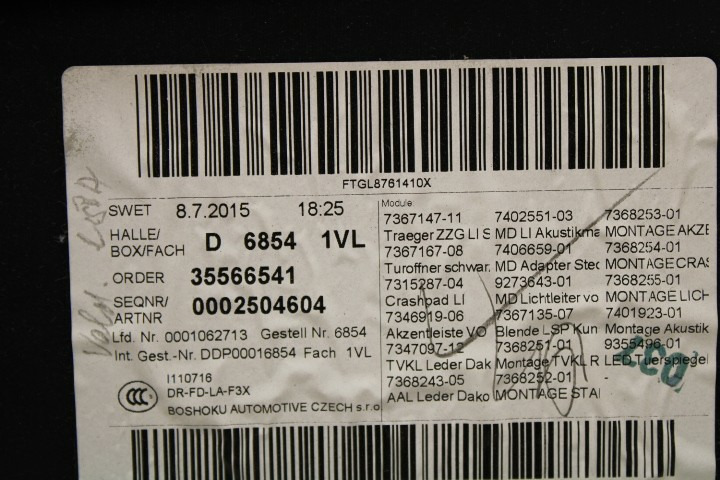 FTGL8761410X
SWET 8.7.2015 18:25
HALLE/ BOX/FACH D 6854 1VL
ORDER 35566541
SEQNR/ ARTNR 0002504604
Lfd. Nr. 0001062713 Gestell Nr. 6854
Int. Gest.-Nr. DDP00016854 Fach 1VL
I110716
DR-FD-LA-F3X
BOSHOKU AUTOMOTIVE CZECH s.r.o
Module:
7367147-11 7402551-03 7368253-01
Traeger ZZG LI S MD LI Akustikma MONTAGE AKZE
7367167-08 7406659-01 7368254-01
Turoffner schwar. MD Adapter Stec MONTAGE CRAS
7315287-04 9273643-01 7368255-01
Crashpad LI MD Lichtleiter vo MONTAGE LICH
7346919-06 7367135-07 7401923-01
Akzentleiste VO Blende LSP Kun Montage Akustik
7347097-12 7368251-01 9355496-01
TVKL Leder Dak Montage TVKL R LED Tuerspiegel
7368243-05 7368252-01 -
AAL Leder Dako MONTAGE STAI